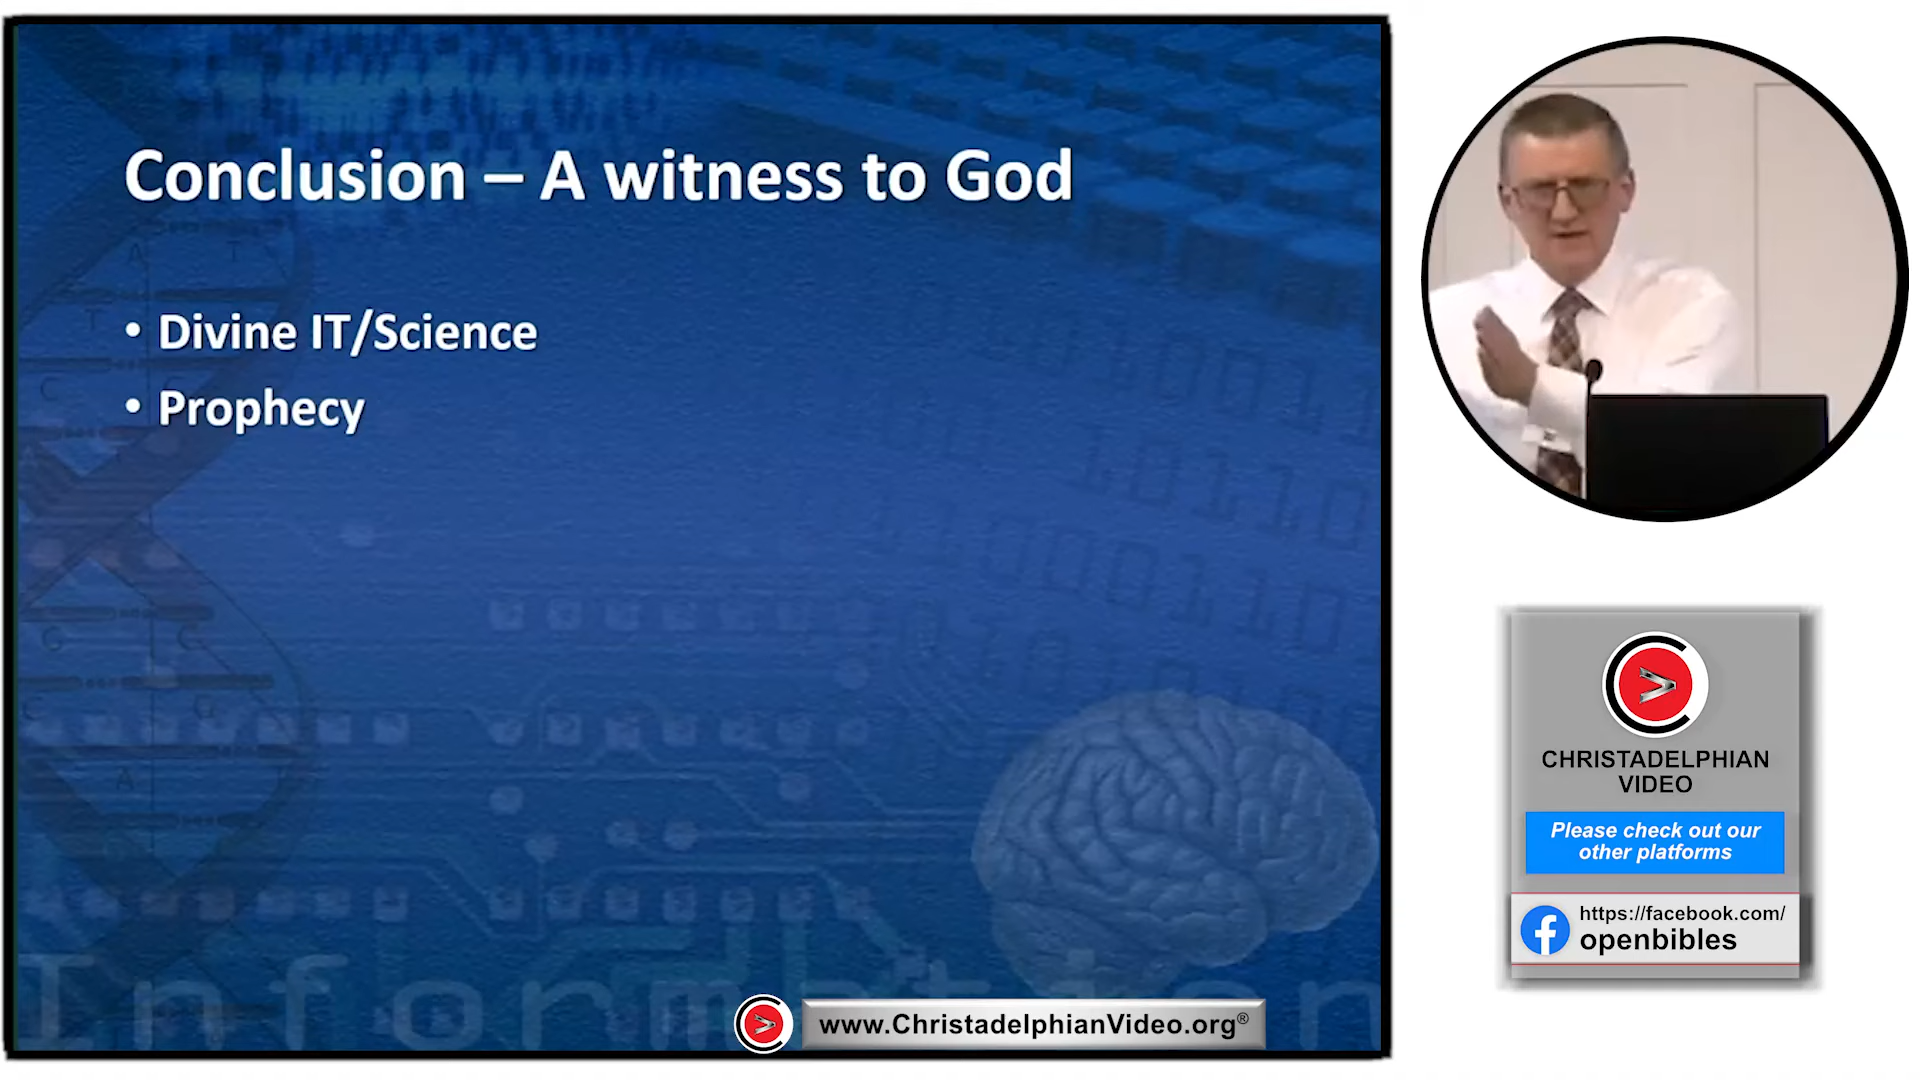 Conclusion – A witness to God
• Divine IT/Science
• Prophecy
Information
www.ChristadelphianVideo.org®
CHRISTADELPHIAN
VIDEO
Please check out our
other platforms
https://facebook.com/
openbibles